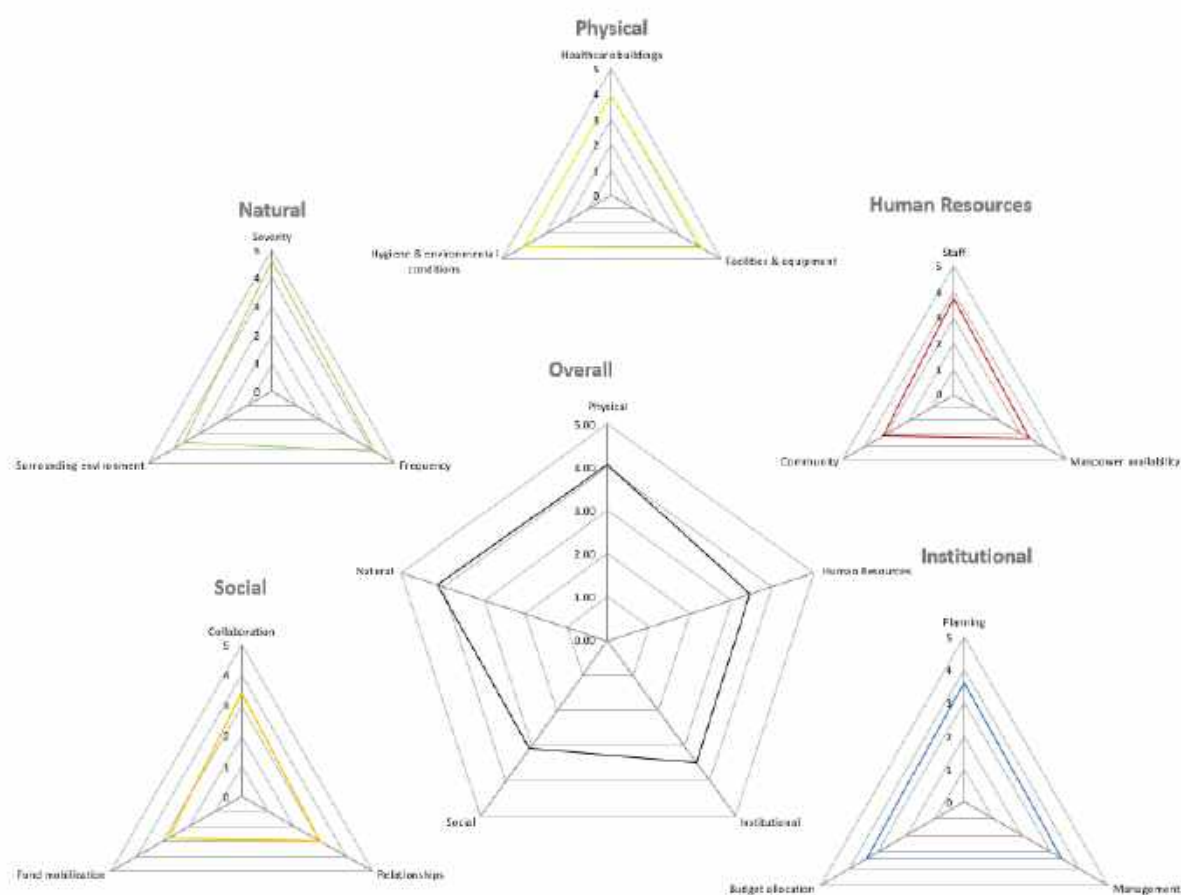 Physical
Healthcare buildings
5
4
3
2
1
0
Hygiene & environmental
conditions
Facilities & equipment
Natural
Severity
5
4
3
2
1
0
Surrounding environment
Frequency
Human Resources
Staff
5
4
3
2
1
0
Community
Manpower availability
Overall
Physical
5.00
4.00
3.00
2.00
1.00
0.00
Natural
Human Resources
Social
Institutional
Social
Collaboration
5
4
3
2
1
0
Fund mobilization
Relationships
Institutional
Planning
5
4
3
2
1
0
Budget allocation
Management